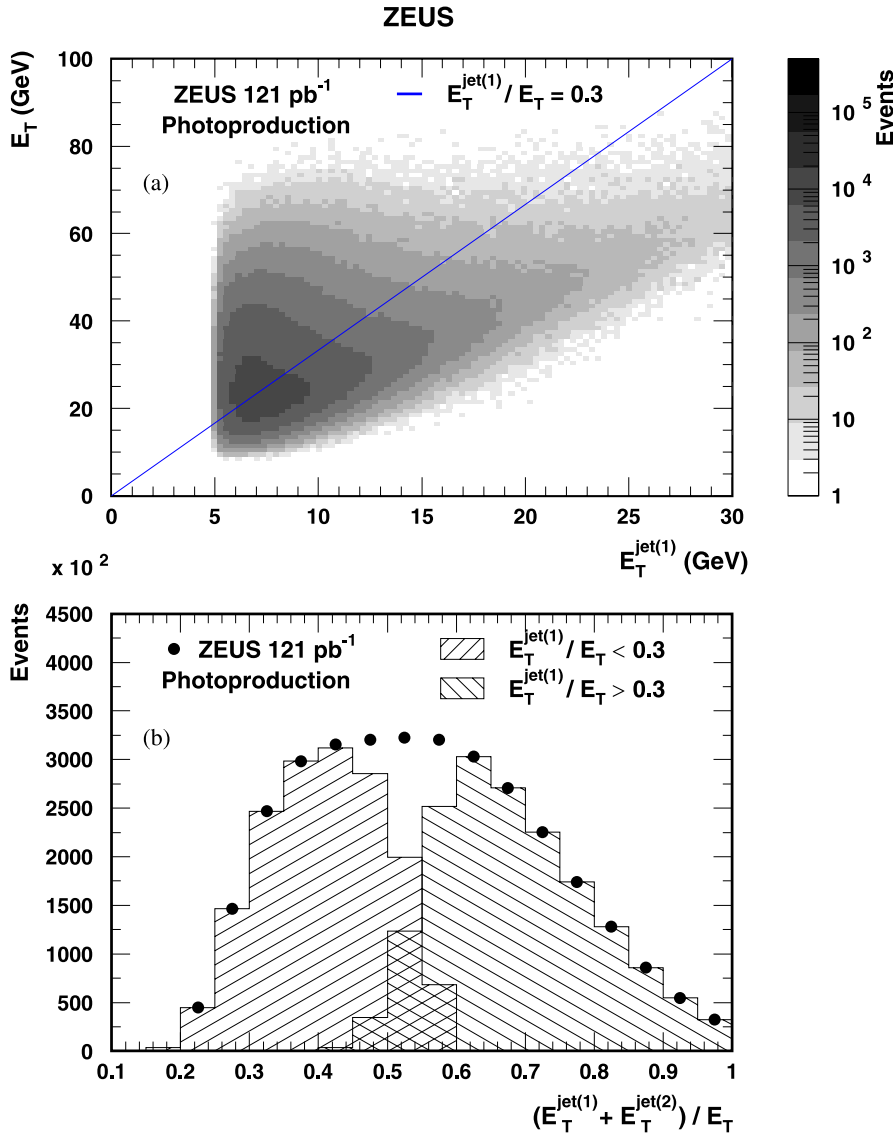 ZEUS
E_T (GeV)
100
80
60
40
20
0
ZEUS 121 pb^-1
Photoproduction
E_T^jet(1) / E_T = 0.3
(a)
0 5 10 15 20 25 30
E_T^jet(1) (GeV)
Events
10^5
10^4
10^3
10^2
10
1
x 10^2
Events
4500
4000
3500
3000
2500
2000
1500
1000
500
0
ZEUS 121 pb^-1
Photoproduction
E_T^jet(1) / E_T < 0.3
E_T^jet(1) / E_T > 0.3
(b)
0.1 0.2 0.3 0.4 0.5 0.6 0.7 0.8 0.9 1
(E_T^jet(1) + E_T^jet(2)) / E_T